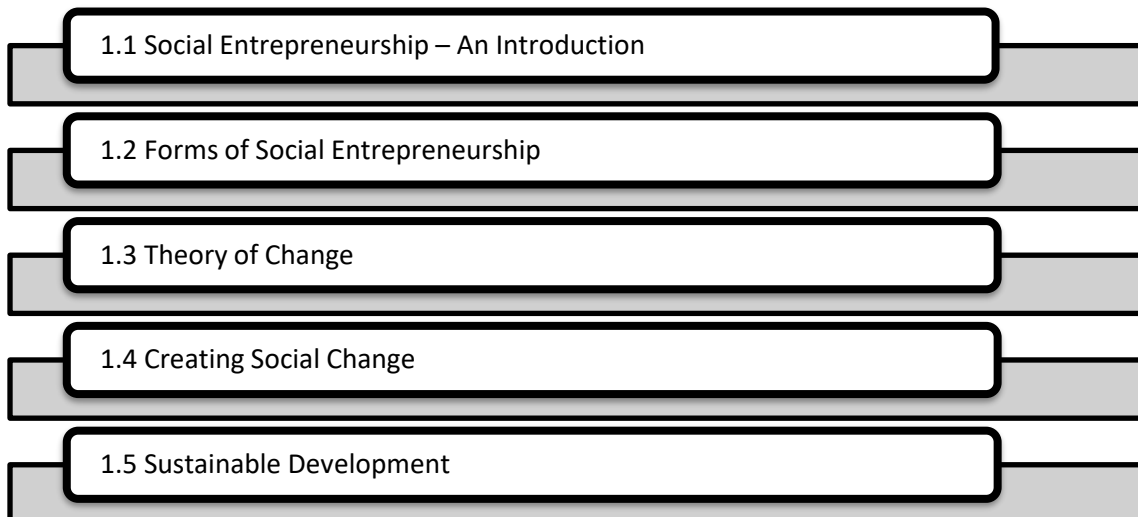 1.1 Social Entrepreneurship – An Introduction
1.2 Forms of Social Entrepreneurship
1.3 Theory of Change
1.4 Creating Social Change
1.5 Sustainable Development